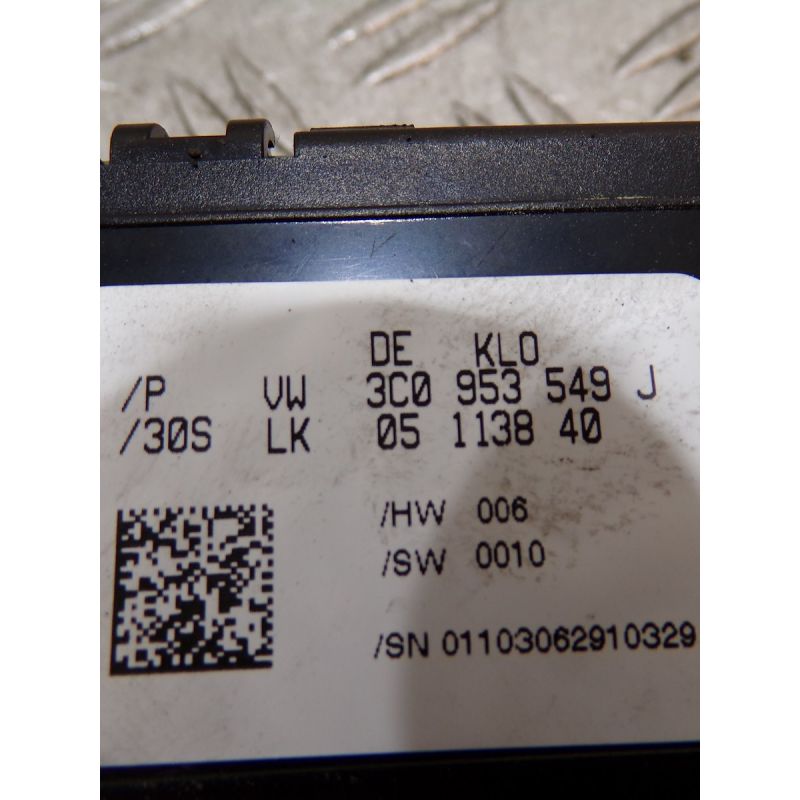 DE KLO
/P VW 3C0 953 549 J
/30S LK 05 1138 40
/HW 006
/SW 0010
/SN 01103062910329